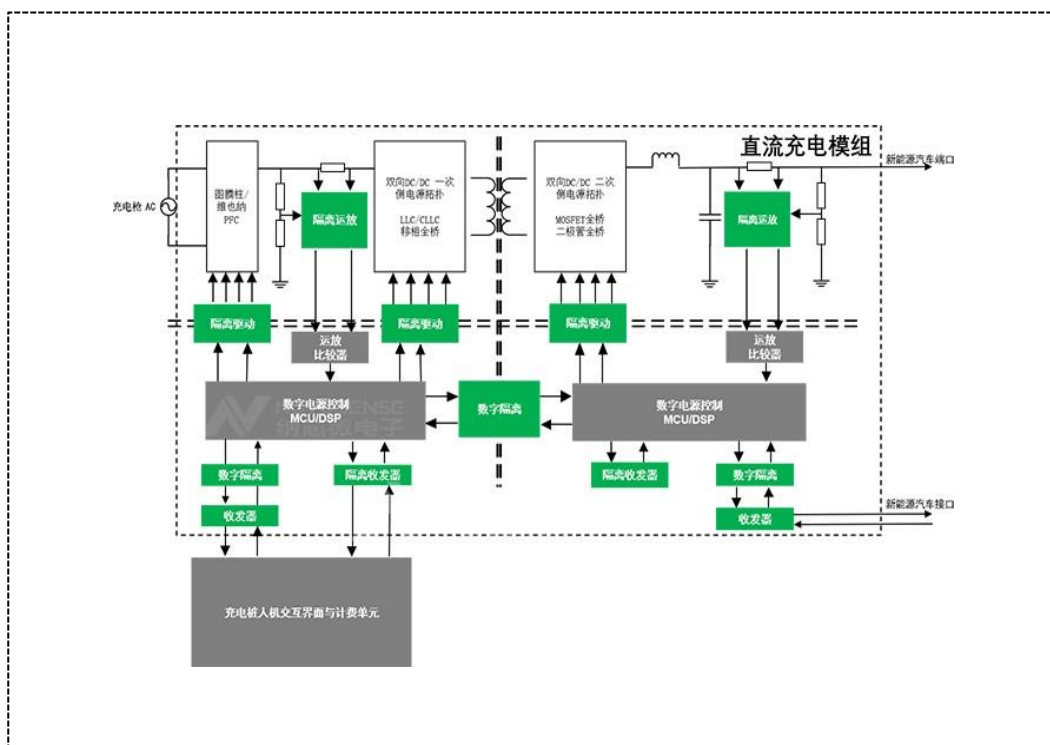 直流充电模组
新能源汽车端口
充电枪 AC
图腾柱/
维也纳
PFC
隔离运放
双向DC/DC 一次
侧电源拓扑
LLC/CLLC
移相全桥
双向DC/DC 二次
侧电源拓扑
MOSFET全桥
二极管全桥
隔离运放
隔离驱动
隔离驱动
隔离驱动
运放
比较器
运放
比较器
数字电源控制
MCU/DSP
纳芯微电子
数字隔离
数字电源控制
MCU/DSP
数字隔离
隔离收发器
隔离收发器
数字隔离
收发器
收发器
新能源汽车接口
充电桩人机交互界面与计费单元